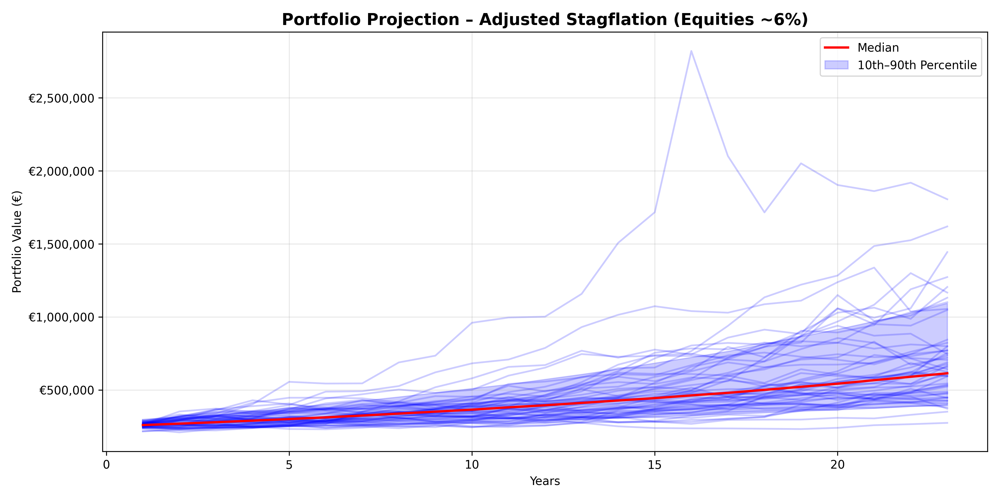 Portfolio Projection – Adjusted Stagflation (Equities ~6%)
Median
10th–90th Percentile
€2,500,000
€2,000,000
€1,500,000
€1,000,000
€500,000
Portfolio Value (€)
0 5 10 15 20
Years